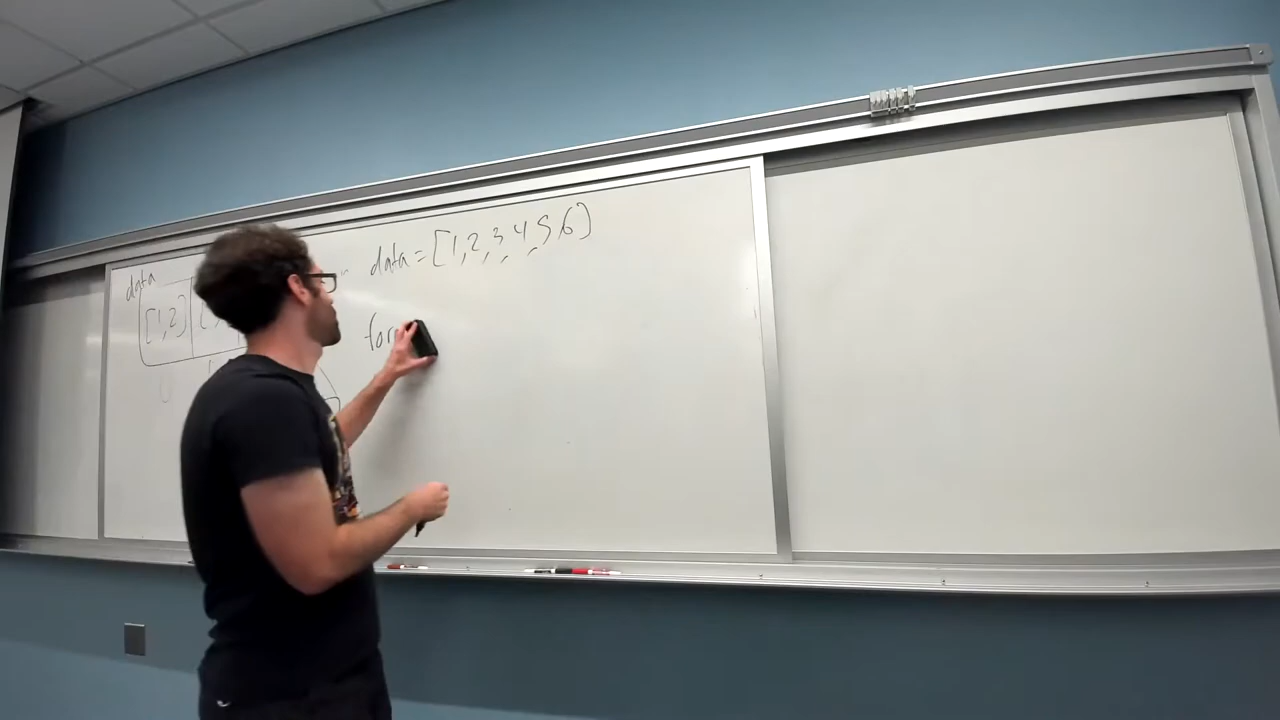 data
[1,2]
data = [1,2,3,4,5,6]
for